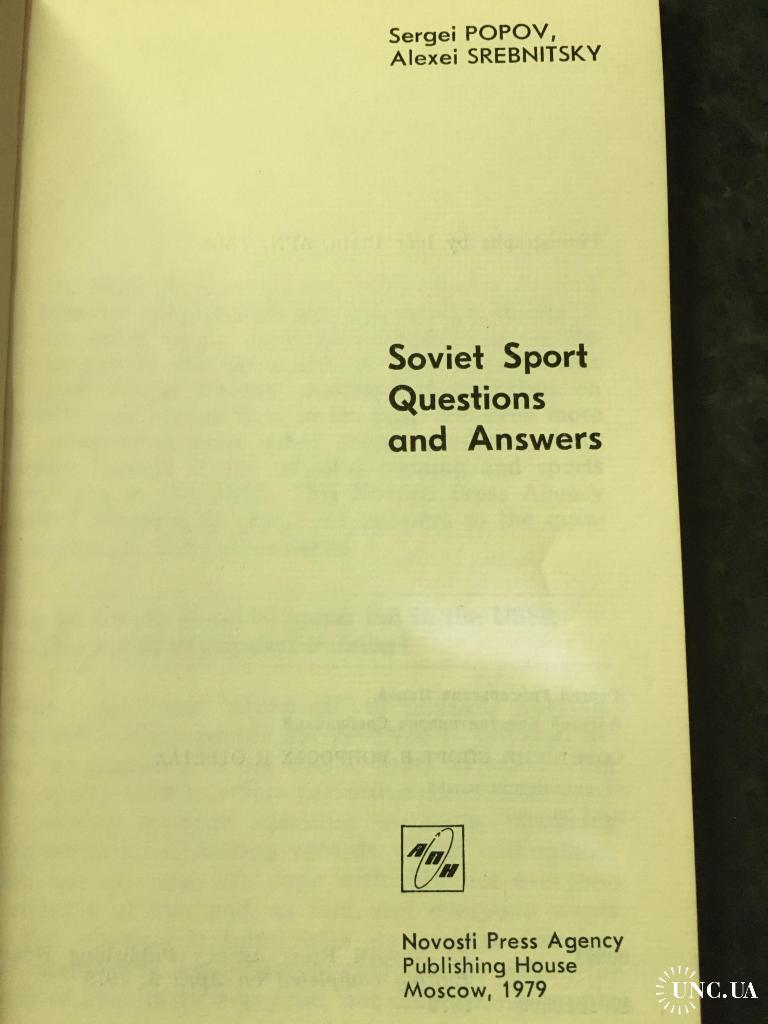 Sergei POPOV,
Alexei SREBNITSKY
Soviet Sport
Questions
and Answers
АПН
Novosti Press Agency
Publishing House
Moscow, 1979
UNC.UA